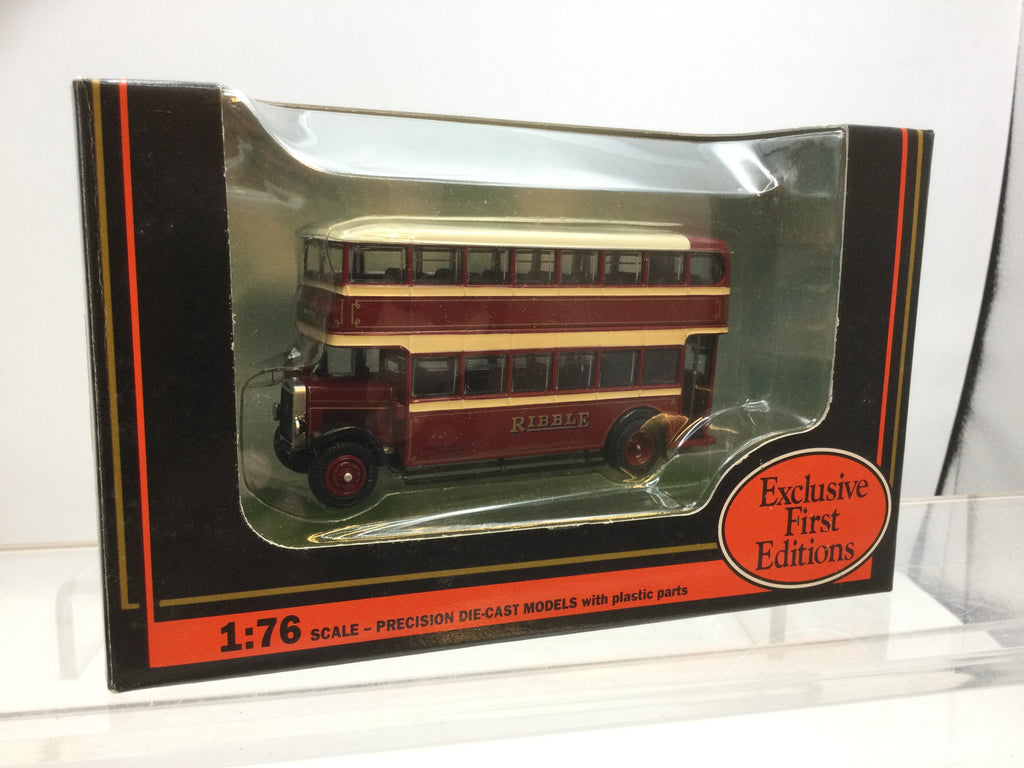 RIBBLE
Exclusive
First
Editions
1:76 SCALE – PRECISION DIE-CAST MODELS with plastic parts